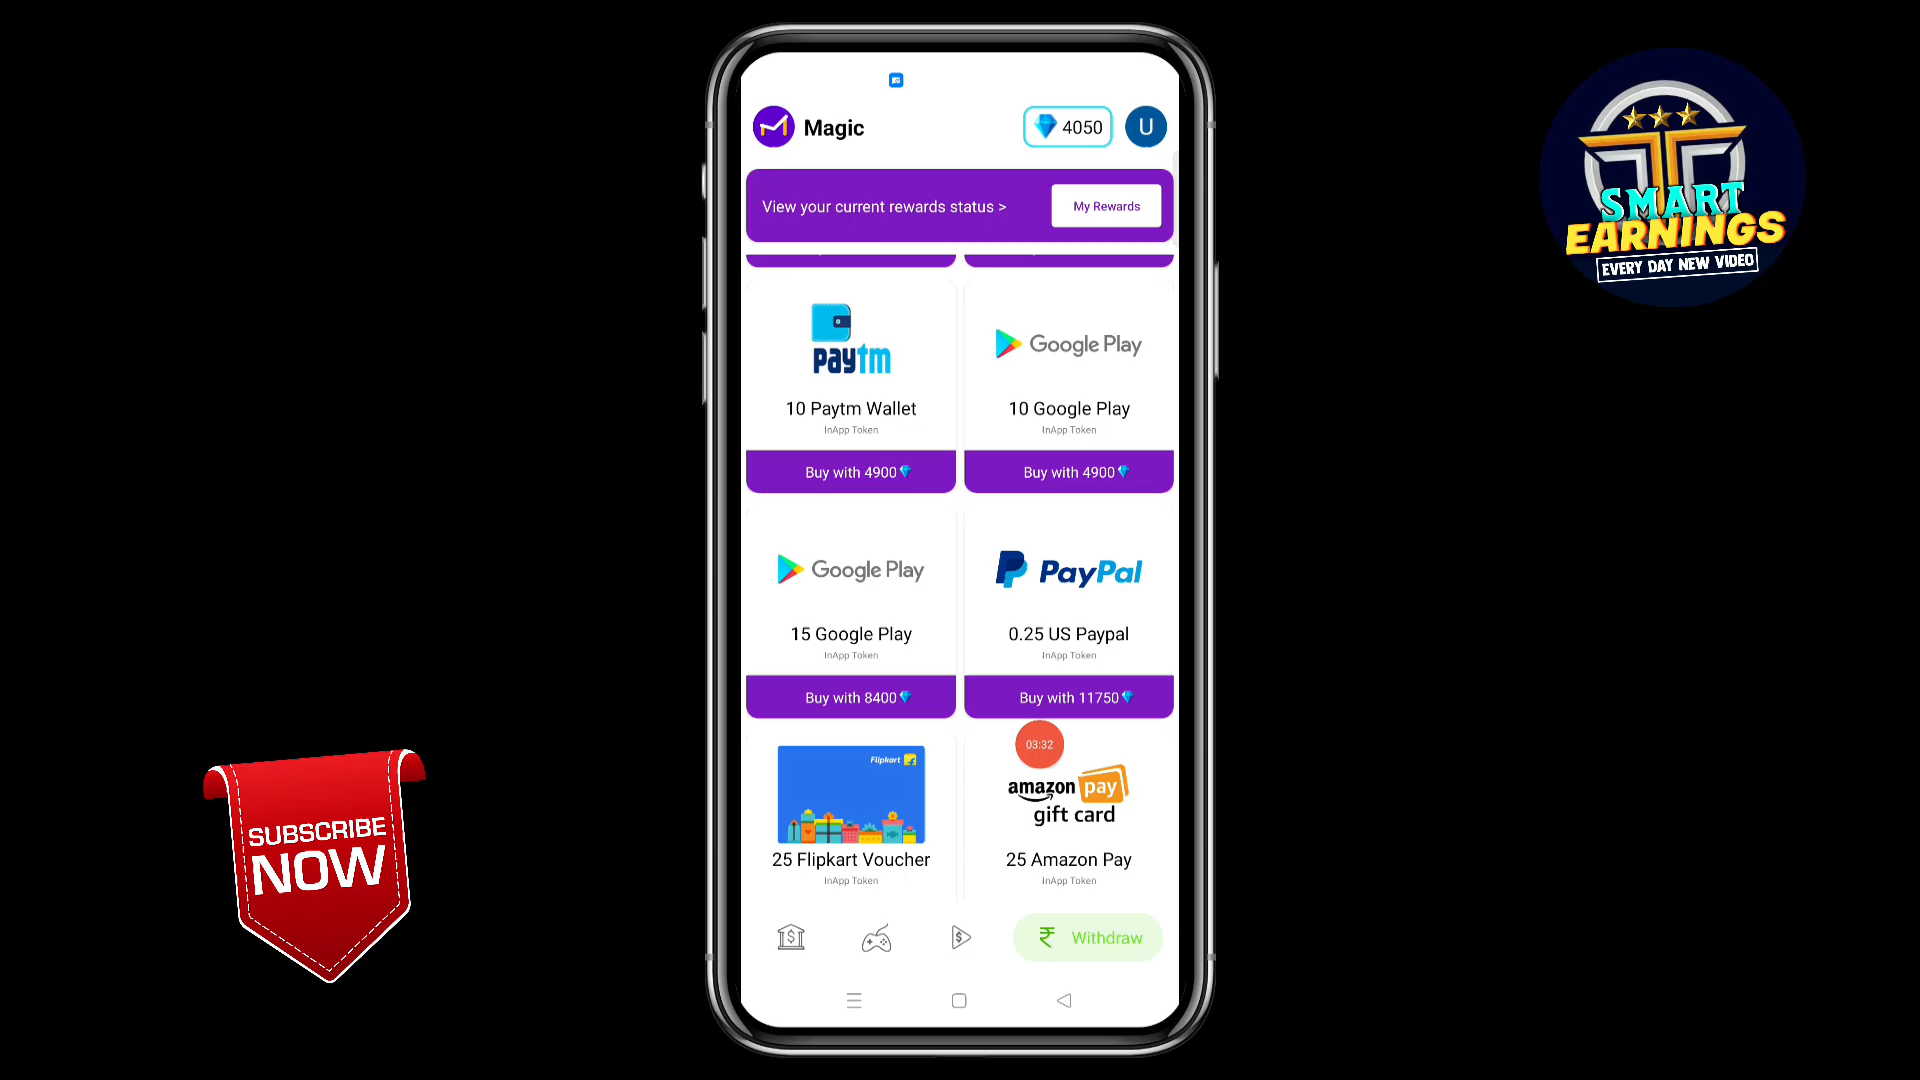 Magic
4050
U
View your current rewards status >
My Rewards
paytm
10 Paytm Wallet
InApp Token
Buy with 4900
Google Play
10 Google Play
InApp Token
Buy with 4900
Google Play
15 Google Play
InApp Token
Buy with 8400
PayPal
0.25 US Paypal
InApp Token
Buy with 11750
Flipkart
25 Flipkart Voucher
InApp Token
03:32
amazon pay
gift card
25 Amazon Pay
InApp Token
₹ Withdraw
SMART
EARNINGS
EVERY DAY NEW VIDEO
SUBSCRIBE
NOW